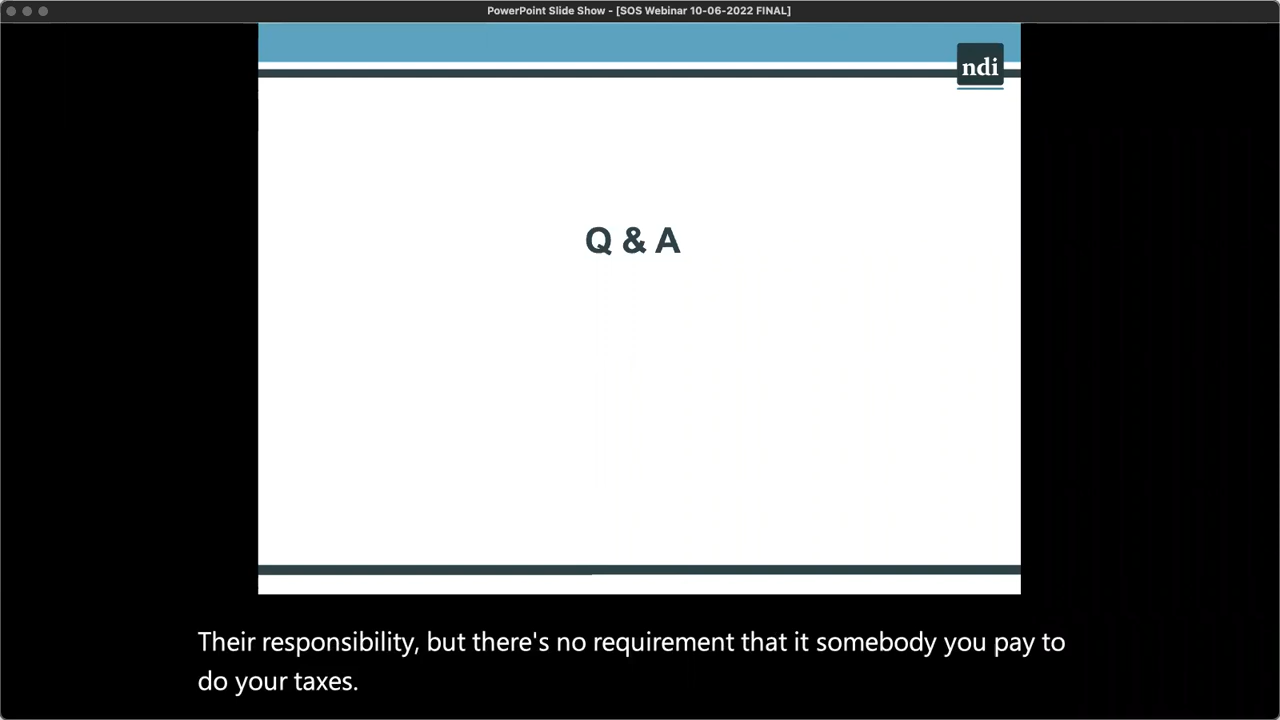 PowerPoint Slide Show - [SOS Webinar 10-06-2022 FINAL]
ndi
Q & A
Their responsibility, but there's no requirement that it somebody you pay to
do your taxes.